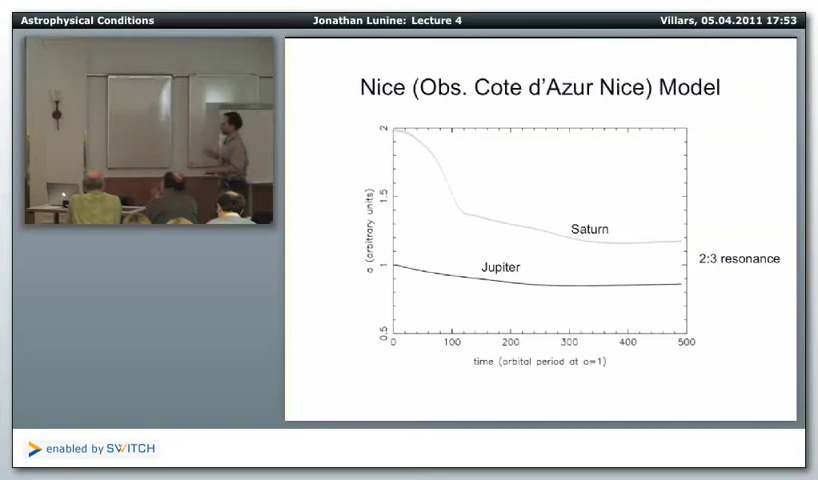 Astrophysical Conditions
Jonathan Lunine: Lecture 4
Villars, 05.04.2011 17:53
Nice (Obs. Cote d'Azur Nice) Model
2
1.5
1
0.5
a (arbitrary units)
Saturn
Jupiter
2:3 resonance
0
100
200
300
400
500
time (orbital period at a=1)
enabled by SWITCH